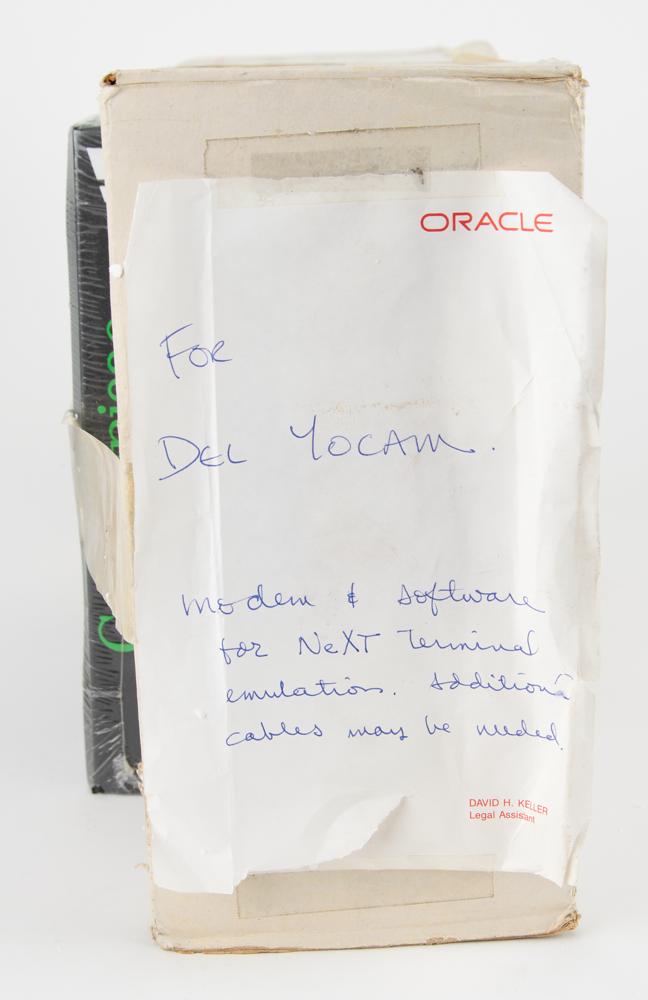 ORACLE
FOR
DEL YOCAM.
Modem & software
for NeXT Terminal
emulation. Additional
cables may be needed.
DAVID H. KELLER
Legal Assistant